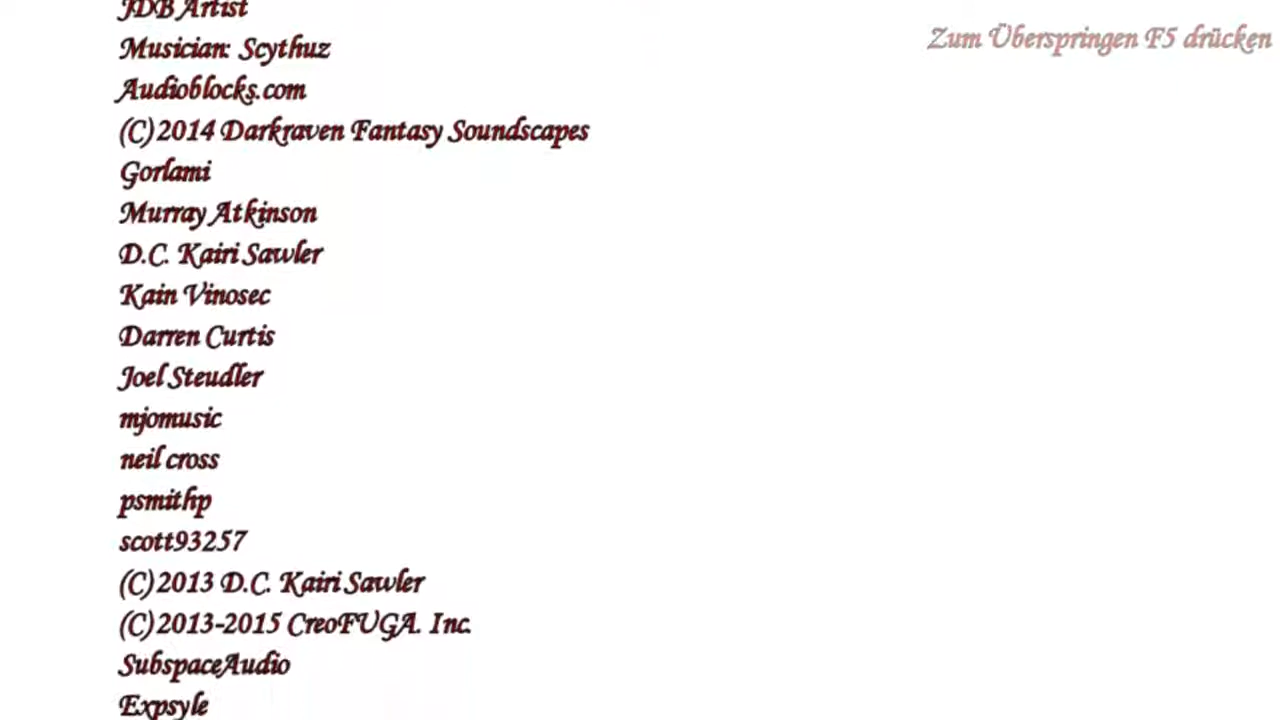 JDB Artist
Zum Überspringen F5 drücken
Musician: Scythuz
Audioblocks.com
(C)2014 Darkraven Fantasy Soundscapes
Gorlami
Murray Atkinson
D.C. Kairi Sawler
Kain Vinosec
Darren Curtis
Joel Steudler
mjomusic
neil cross
psmithp
scott93257
(C)2013 D.C. Kairi Sawler
(C)2013-2015 CreoFUGA. Inc.
SubspaceAudio
Expsyle